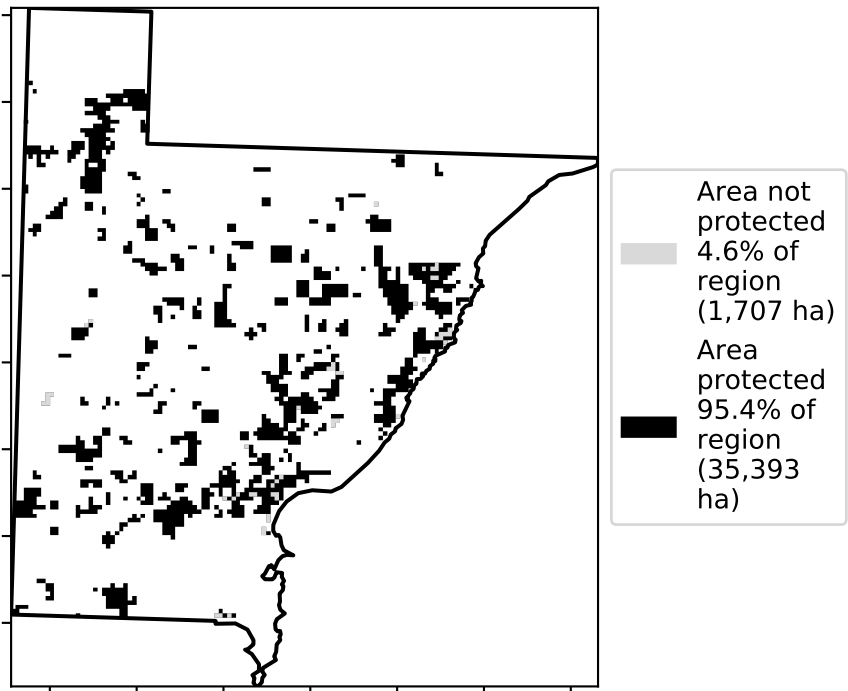 Area not
protected
4.6% of
region
(1,707 ha)
Area
protected
95.4% of
region
(35,393
ha)